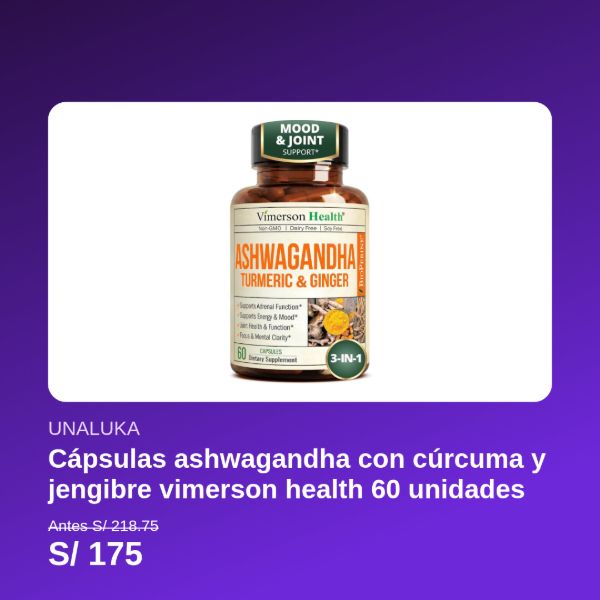 MOOD
& JOINT
SUPPORT*
Vimerson Health®
Non-GMO | Dairy Free | Soy Free
ASHWAGANDHA
TURMERIC & GINGER
BIOPERINE®
Supports Adrenal Function*
Supports Energy & Mood*
Joint Health & Function*
Focus & Mental Clarity*
60 CAPSULES
Dietary Supplement
3-IN-1
UNALUKA
Cápsulas ashwagandha con cúrcuma y
jengibre vimerson health 60 unidades
Antes S/ 218.75
S/ 175